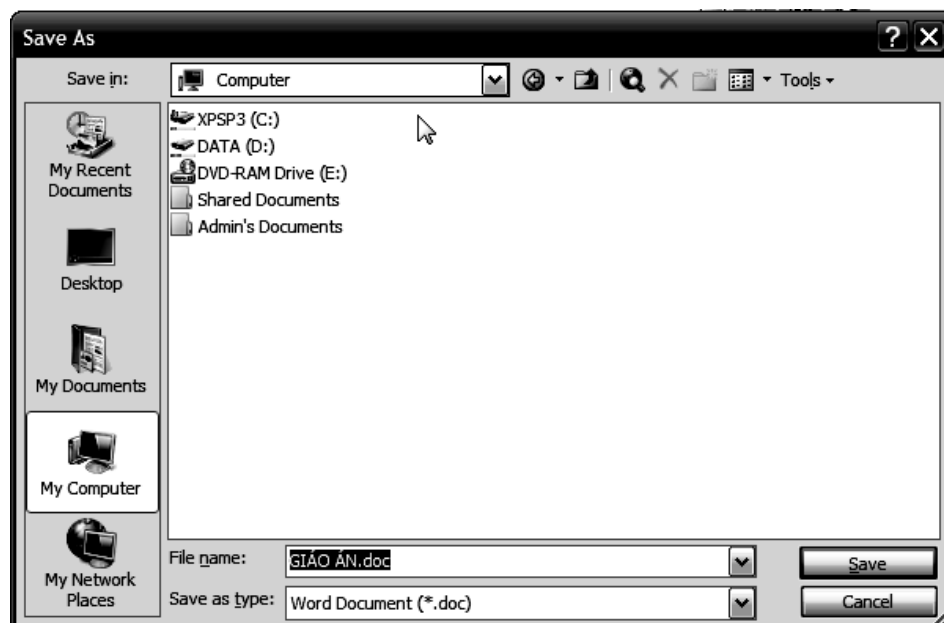 Save As
Save in:
Computer
Tools
XPSP3 (C:)
DATA (D:)
DVD-RAM Drive (E:)
Shared Documents
Admin's Documents
My Recent
Documents
Desktop
My Documents
My Computer
My Network
Places
File name:
GIÁO ÁN.doc
Save
Save as type:
Word Document (*.doc)
Cancel